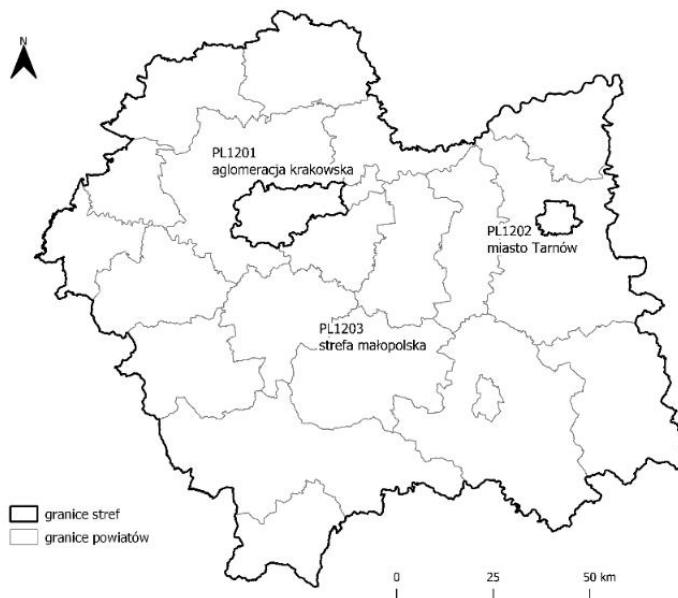 N
PL1201
aglomeracja krakowska
PL1202
miasto Tarnów
PL1203
strefa małopolska
granice stref
granice powiatów
0 25 50 km